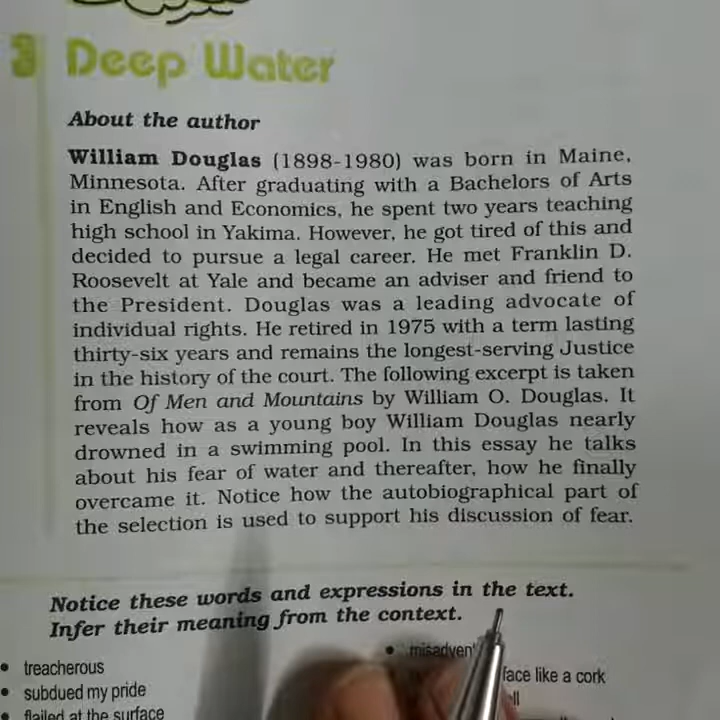 3 Deep Water
About the author
William Douglas (1898-1980) was born in Maine,
Minnesota. After graduating with a Bachelors of Arts
in English and Economics, he spent two years teaching
high school in Yakima. However, he got tired of this and
decided to pursue a legal career. He met Franklin D.
Roosevelt at Yale and became an adviser and friend to
the President. Douglas was a leading advocate of
individual rights. He retired in 1975 with a term lasting
thirty-six years and remains the longest-serving Justice
in the history of the court. The following excerpt is taken
from Of Men and Mountains by William O. Douglas. It
reveals how as a young boy William Douglas nearly
drowned in a swimming pool. In this essay he talks
about his fear of water and thereafter, how he finally
overcame it. Notice how the autobiographical part of
the selection is used to support his discussion of fear.
Notice these words and expressions in the text.
Infer their meaning from the context.
• treacherous
• subdued my pride
• flailed at the surface
• misadven
face like a cork